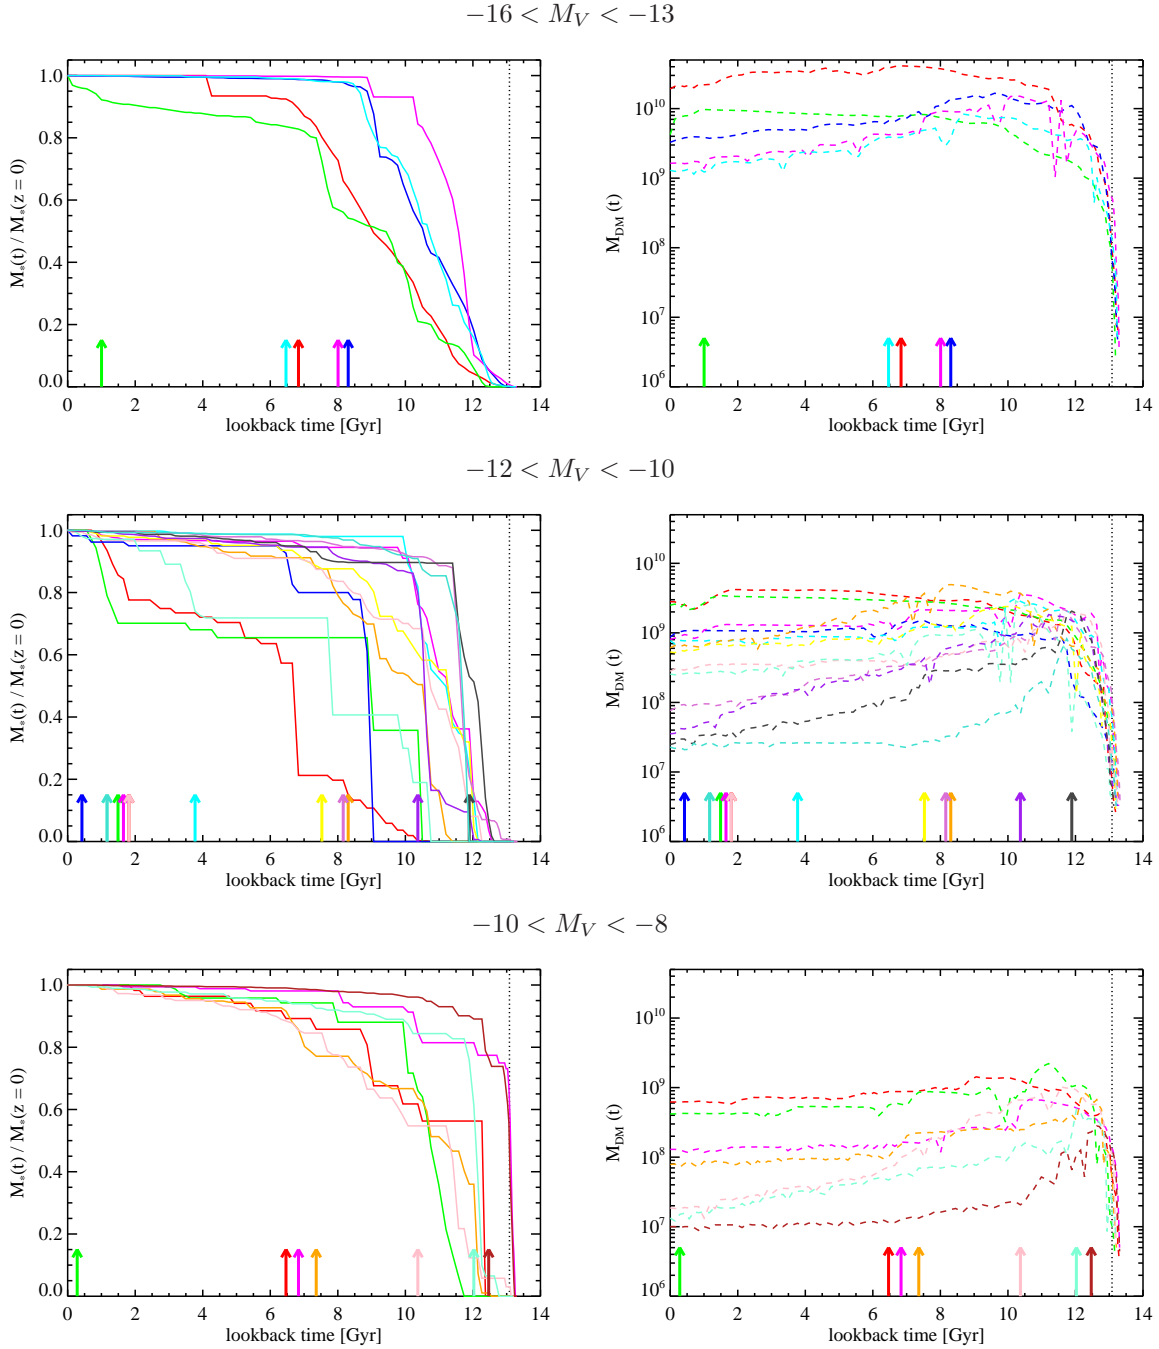 −16 < M_V < −13
M*(t) / M*(z = 0)
1.0
0.8
0.6
0.4
0.2
0.0
0 2 4 6 8 10 12 14
lookback time [Gyr]
M_DM (t)
10^10
10^9
10^8
10^7
10^6
0 2 4 6 8 10 12 14
lookback time [Gyr]
−12 < M_V < −10
M*(t) / M*(z = 0)
1.0
0.8
0.6
0.4
0.2
0.0
0 2 4 6 8 10 12 14
lookback time [Gyr]
M_DM (t)
10^10
10^9
10^8
10^7
10^6
0 2 4 6 8 10 12 14
lookback time [Gyr]
−10 < M_V < −8
M*(t) / M*(z = 0)
1.0
0.8
0.6
0.4
0.2
0.0
0 2 4 6 8 10 12 14
lookback time [Gyr]
M_DM (t)
10^10
10^9
10^8
10^7
10^6
0 2 4 6 8 10 12 14
lookback time [Gyr]